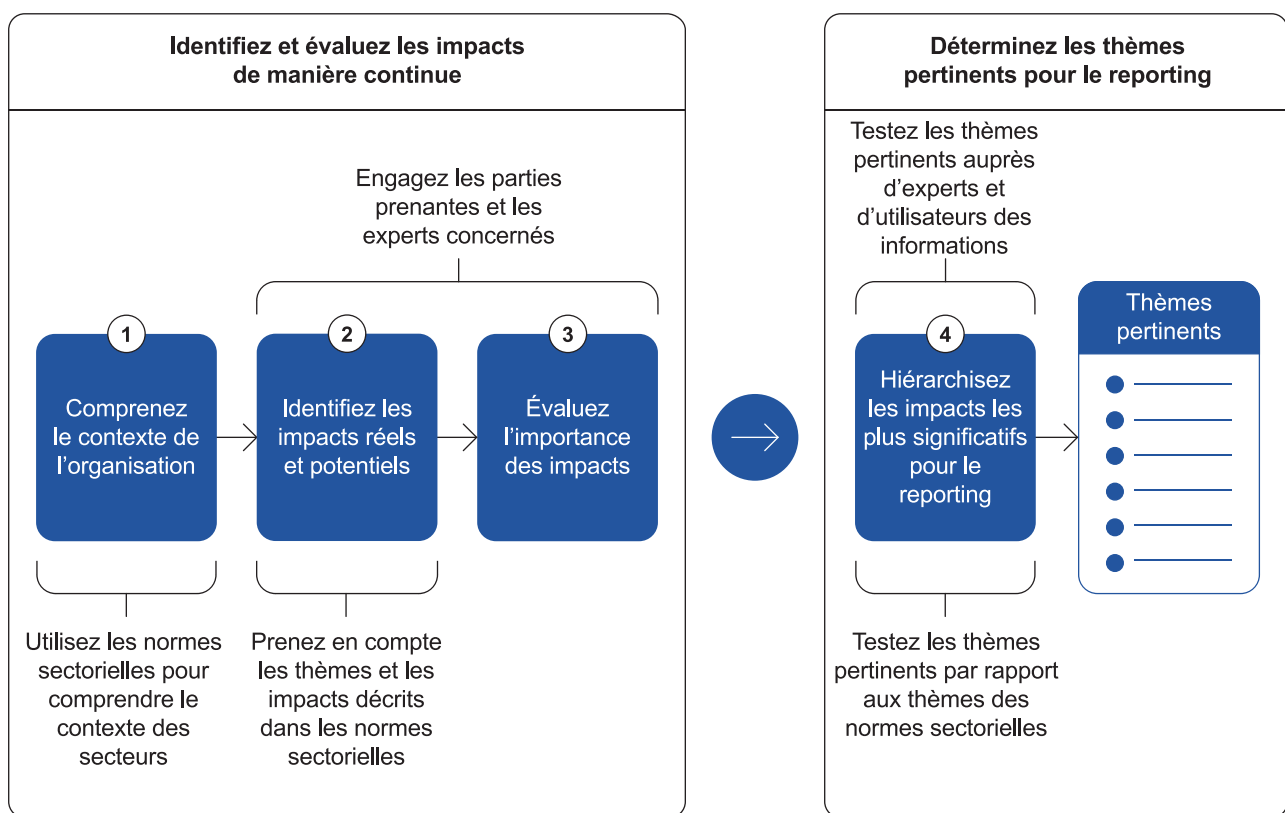 Identifiez et évaluez les impacts
de manière continue
Engagez les parties
prenantes et les
experts concernés
1
Comprenez
le contexte de
l’organisation
2
Identifiez les
impacts réels
et potentiels
3
Évaluez
l’importance
des impacts
Utilisez les normes
sectorielles pour
comprendre le
contexte des
secteurs
Prenez en compte
les thèmes et les
impacts décrits
dans les normes
sectorielles
Déterminez les thèmes
pertinents pour le reporting
Testez les thèmes
pertinents auprès
d’experts et
d’utilisateurs des
informations
4
Hiérarchisez
les impacts les
plus significatifs
pour le
reporting
Thèmes
pertinents
Testez les thèmes
pertinents par rapport
aux thèmes des
normes sectorielles